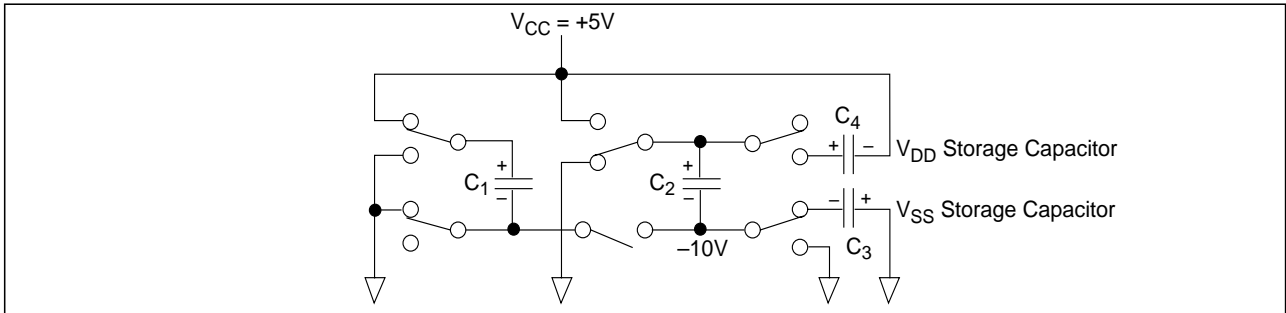 V_CC = +5V
C_4
+ −
V_DD Storage Capacitor
+
C_1
−
+
C_2
−
− +
V_SS Storage Capacitor
C_3
−10V